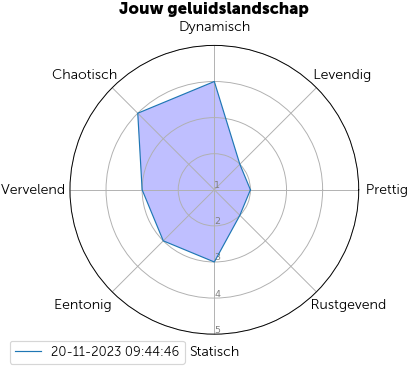 Jouw geluidslandschap
Dynamisch
Chaotisch
Levendig
Vervelend
1
Prettig
2
3
4
Eentonig
Rustgevend
5
20-11-2023 09:44:46
Statisch